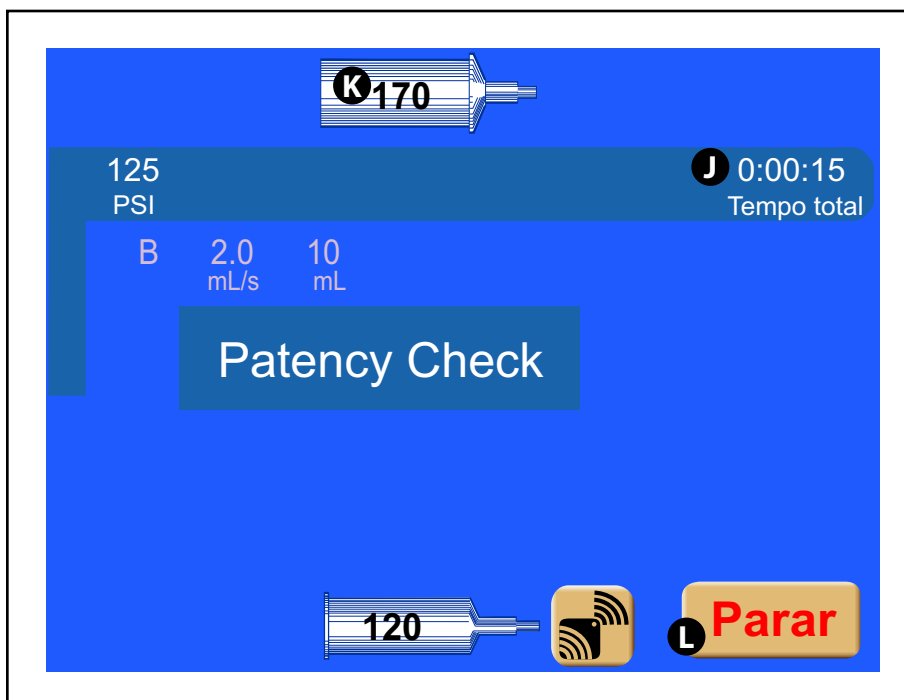 K 170
125
PSI
J 0:00:15
Tempo total
B 2.0 10
mL/s mL
Patency Check
120
L Parar